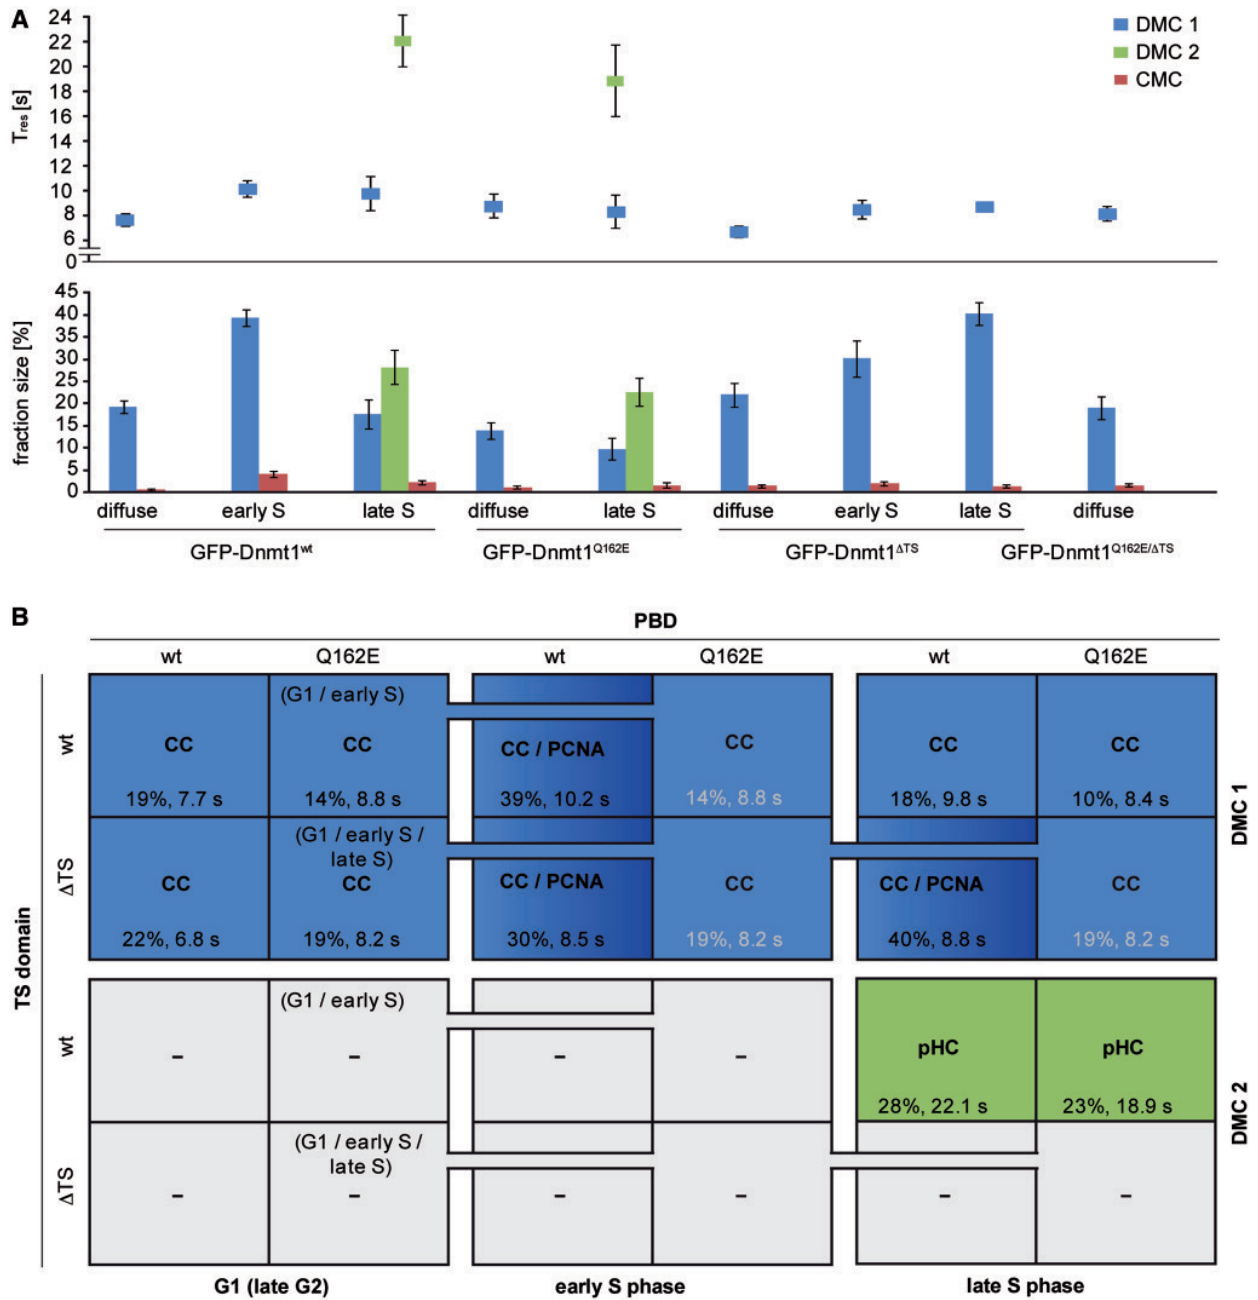 A
24
22
20
18
16
14
12
10
8
6
0
Tres [s]
DMC 1
DMC 2
CMC
45
40
35
30
25
20
15
10
5
0
fraction size [%]
diffuse early S late S diffuse late S diffuse early S late S diffuse
GFP-Dnmt1wt GFP-Dnmt1Q162E GFP-Dnmt1ΔTS GFP-Dnmt1Q162E/ΔTS
B
PBD
wt Q162E wt Q162E wt Q162E
TS domain
wt
(G1 / early S)
CC CC CC / PCNA CC CC CC
19%, 7.7 s 14%, 8.8 s 39%, 10.2 s 14%, 8.8 s 18%, 9.8 s 10%, 8.4 s
DMC 1
ΔTS
(G1 / early S /
late S)
CC CC CC / PCNA CC CC / PCNA CC
22%, 6.8 s 19%, 8.2 s 30%, 8.5 s 19%, 8.2 s 40%, 8.8 s 19%, 8.2 s
wt
(G1 / early S)
– – – – pHC pHC
28%, 22.1 s 23%, 18.9 s
DMC 2
ΔTS
(G1 / early S /
late S)
– – – – – –
G1 (late G2) early S phase late S phase